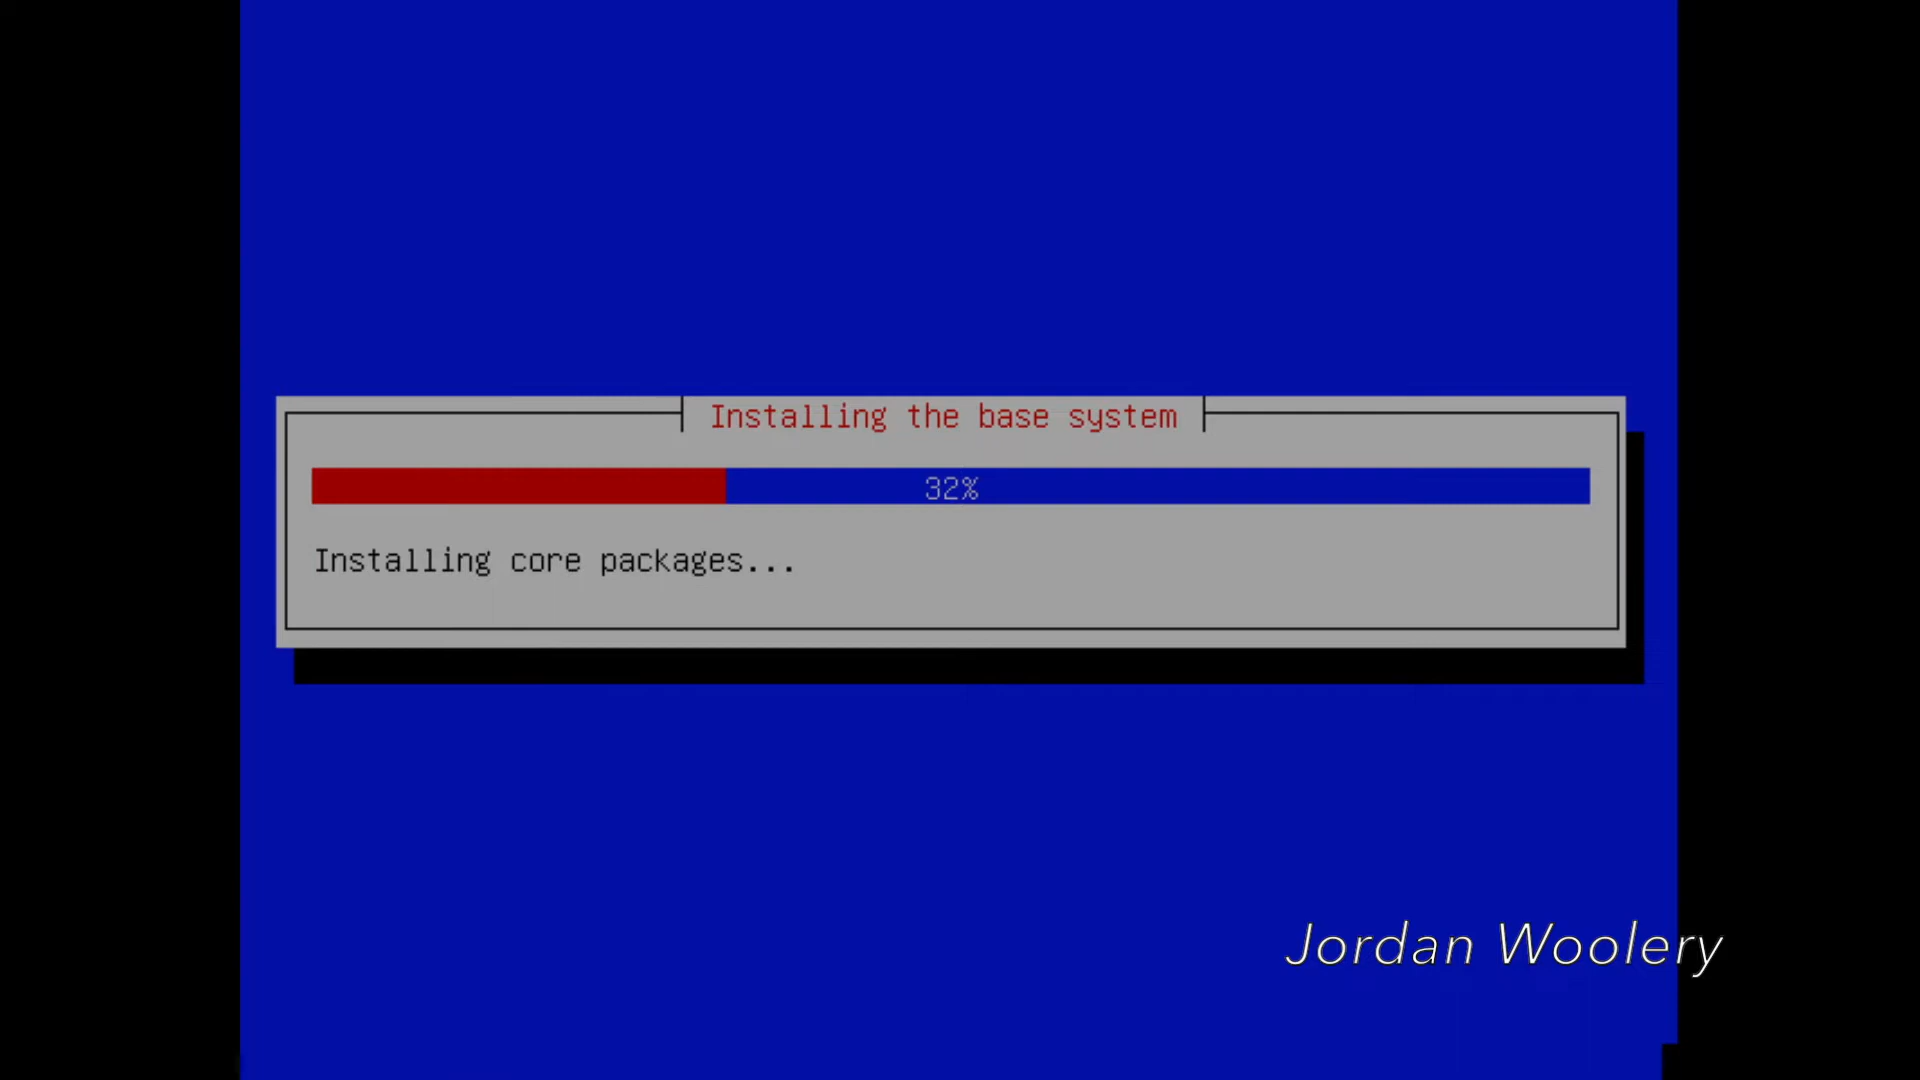 Installing the base system
32%
Installing core packages...
Jordan Woolery